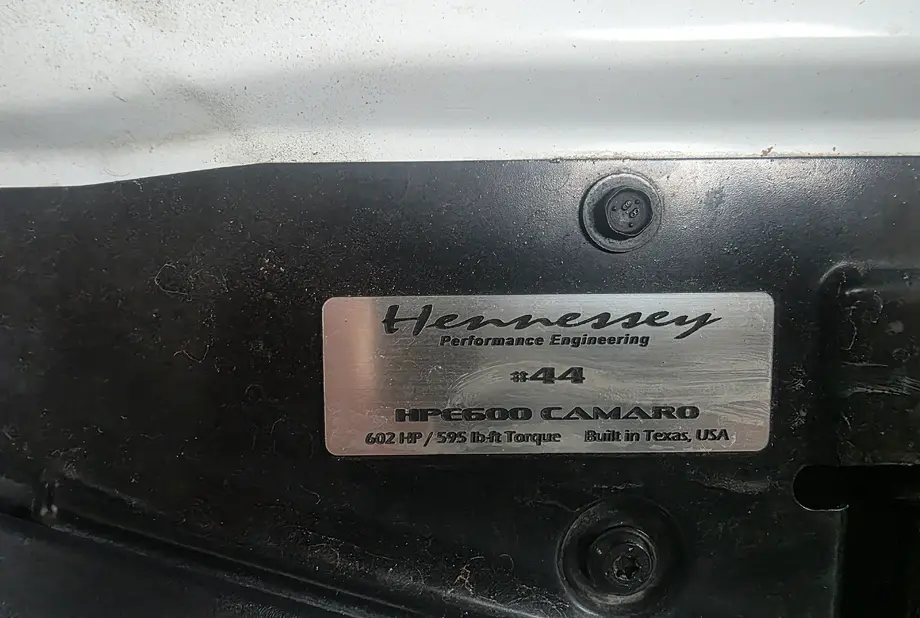 Hennessey
Performance Engineering
#44
HPE600 CAMARO
602 HP / 595 lb-ft Torque Built in Texas, USA